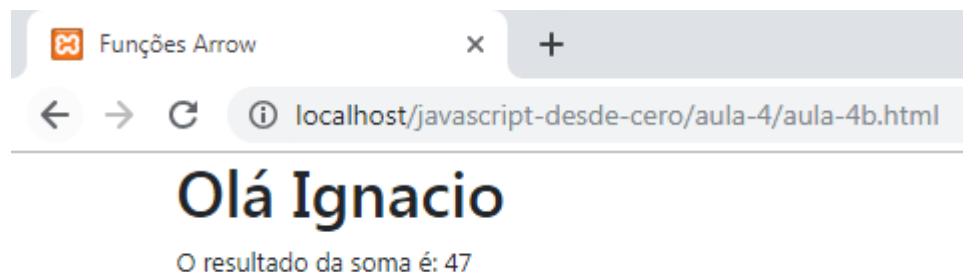 Funções Arrow
localhost/javascript-desde-cero/aula-4/aula-4b.html
Olá Ignacio
O resultado da soma é: 47